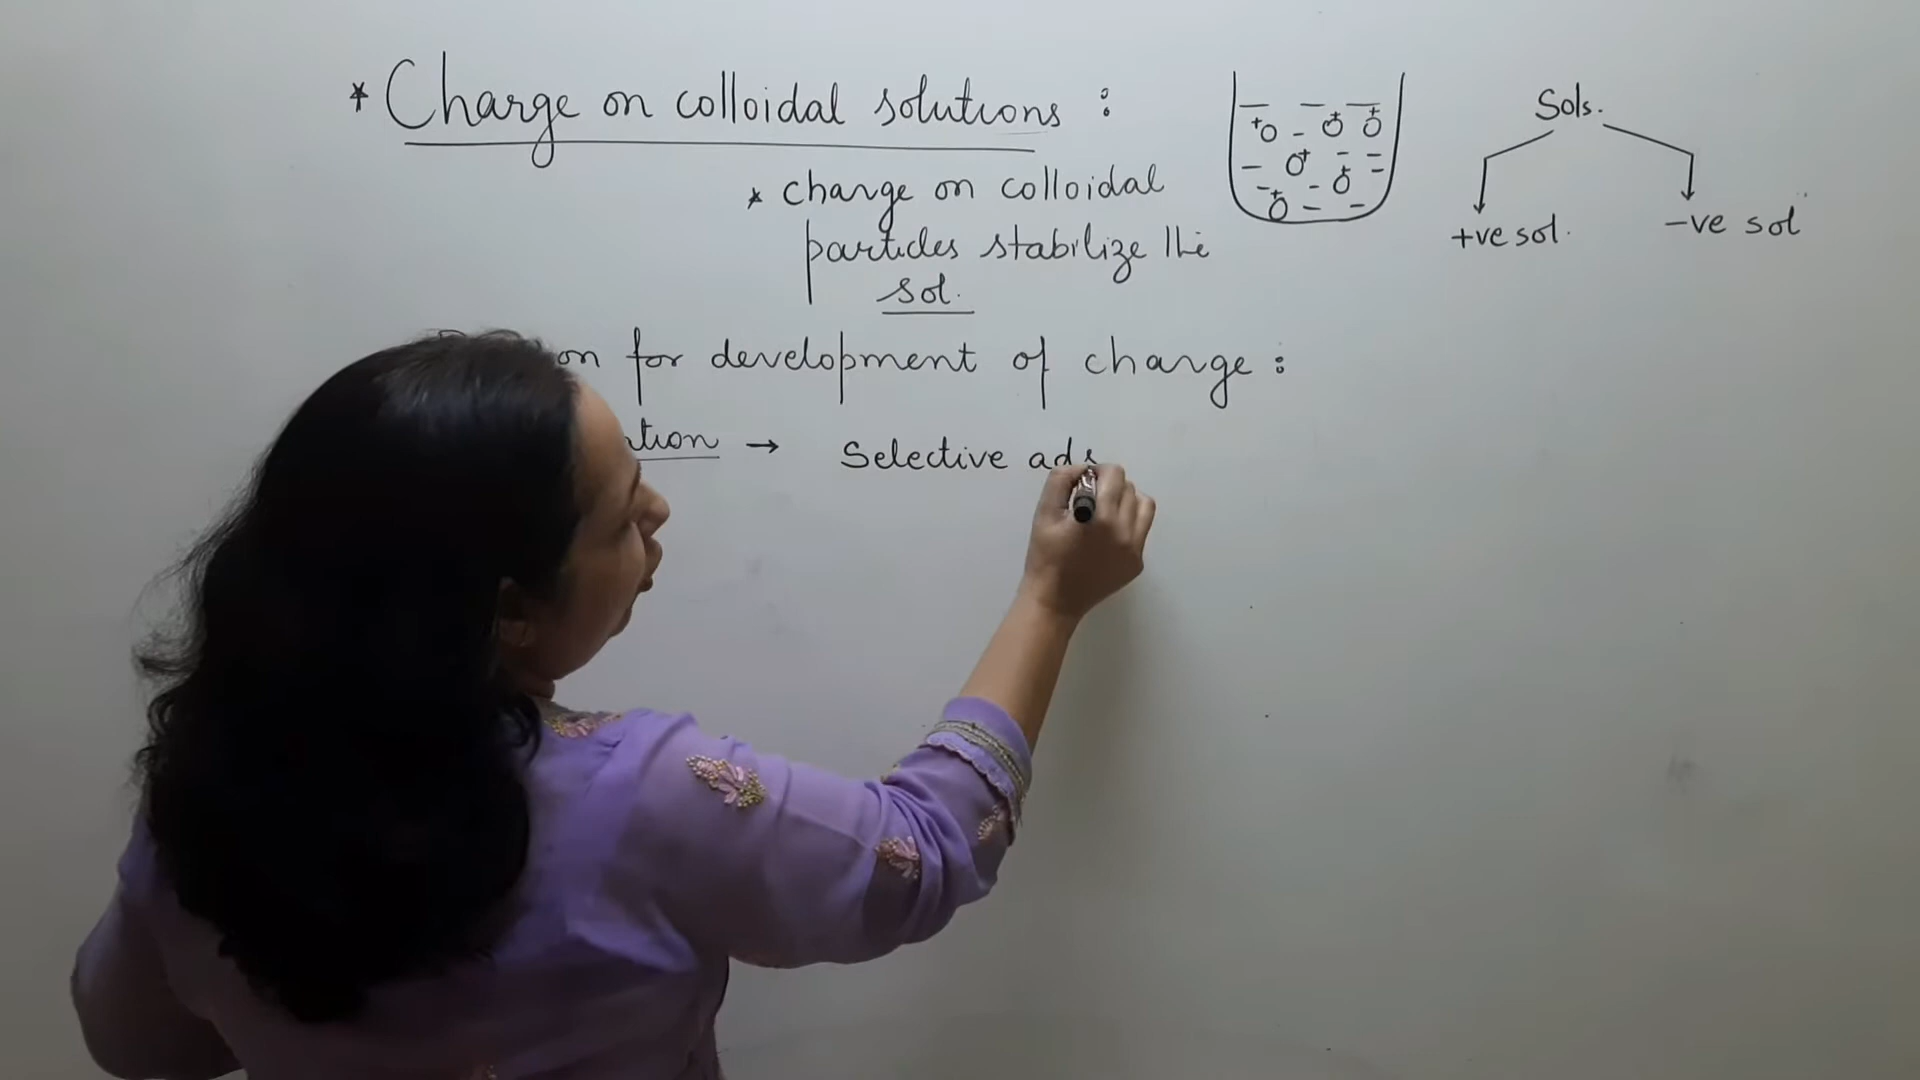 * Charge on colloidal solutions :
* charge on colloidal
particles stabilize the
sol.
Sols.
+ve sol.
-ve sol
for development of charge :
→ Selective ads